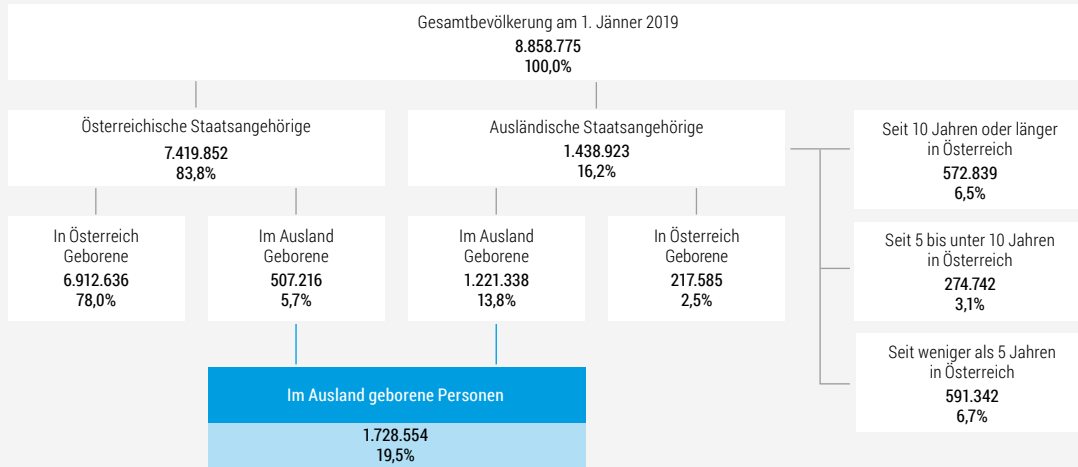 Gesamtbevölkerung am 1. Jänner 2019
8.858.775
100,0%
Österreichische Staatsangehörige
7.419.852
83,8%
Ausländische Staatsangehörige
1.438.923
16,2%
In Österreich
Geborene
6.912.636
78,0%
Im Ausland
Geborene
507.216
5,7%
Im Ausland
Geborene
1.221.338
13,8%
In Österreich
Geborene
217.585
2,5%
Im Ausland geborene Personen
1.728.554
19,5%
Seit 10 Jahren oder länger
in Österreich
572.839
6,5%
Seit 5 bis unter 10 Jahren
in Österreich
274.742
3,1%
Seit weniger als 5 Jahren
in Österreich
591.342
6,7%